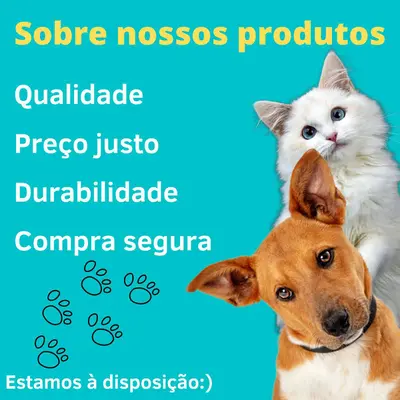 Sobre nossos produtos
Qualidade
Preço justo
Durabilidade
Compra segura
Estamos à disposição:)